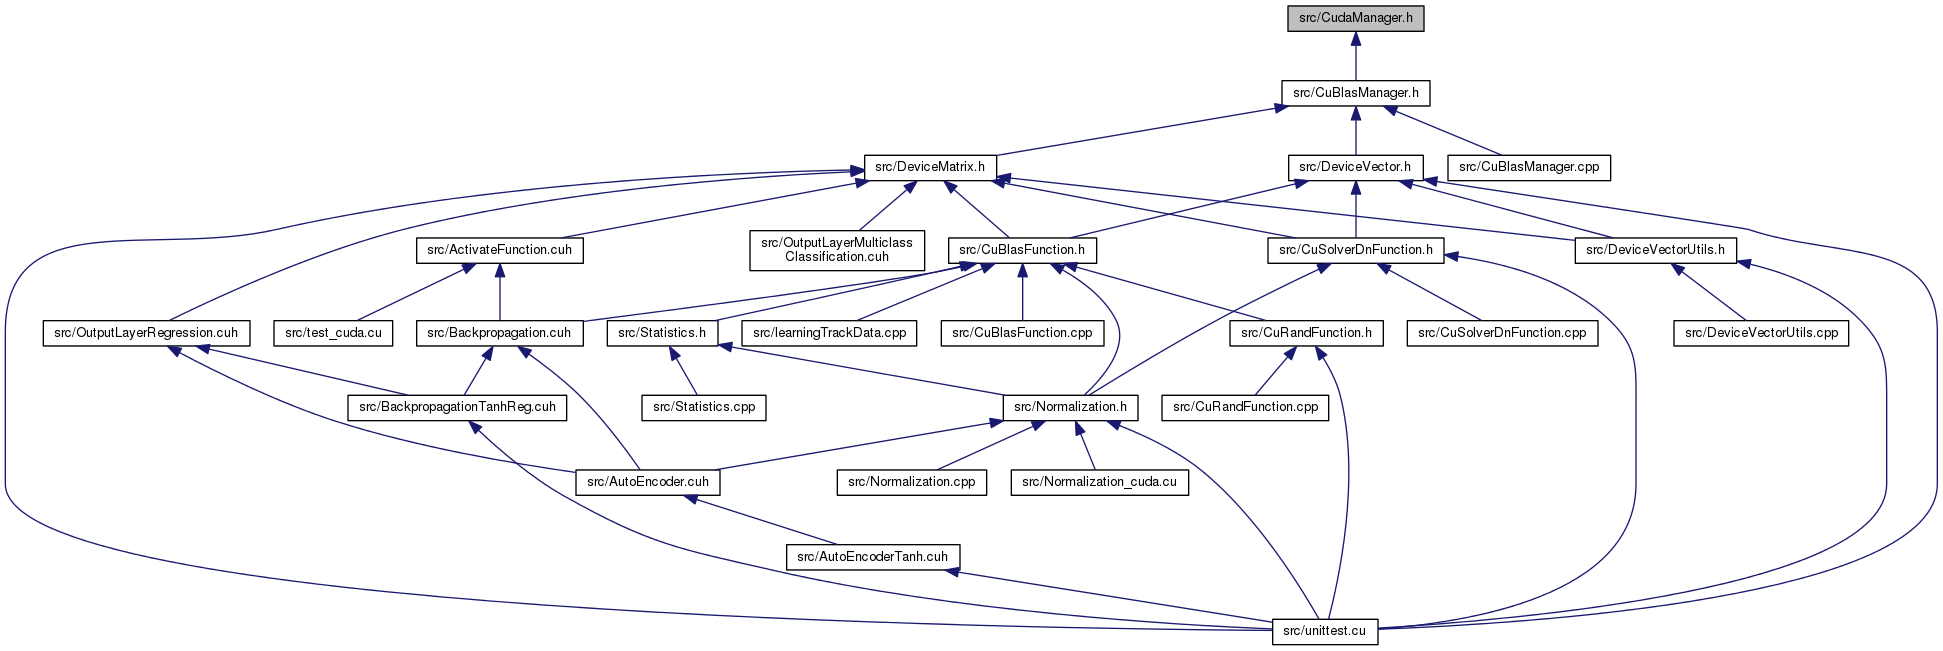 src/CudaManager.h
src/CuBlasManager.h
src/DeviceMatrix.h
src/DeviceVector.h
src/CuBlasManager.cpp
src/ActivateFunction.cuh
src/OutputLayerMulticlass
Classification.cuh
src/CuBlasFunction.h
src/CuSolverDnFunction.h
src/DeviceVectorUtils.h
src/OutputLayerRegression.cuh
src/test_cuda.cu
src/Backpropagation.cuh
src/Statistics.h
src/learningTrackData.cpp
src/CuBlasFunction.cpp
src/CuRandFunction.h
src/CuSolverDnFunction.cpp
src/DeviceVectorUtils.cpp
src/BackpropagationTanhReg.cuh
src/Statistics.cpp
src/Normalization.h
src/CuRandFunction.cpp
src/AutoEncoder.cuh
src/Normalization.cpp
src/Normalization_cuda.cu
src/AutoEncoderTanh.cuh
src/unittest.cu